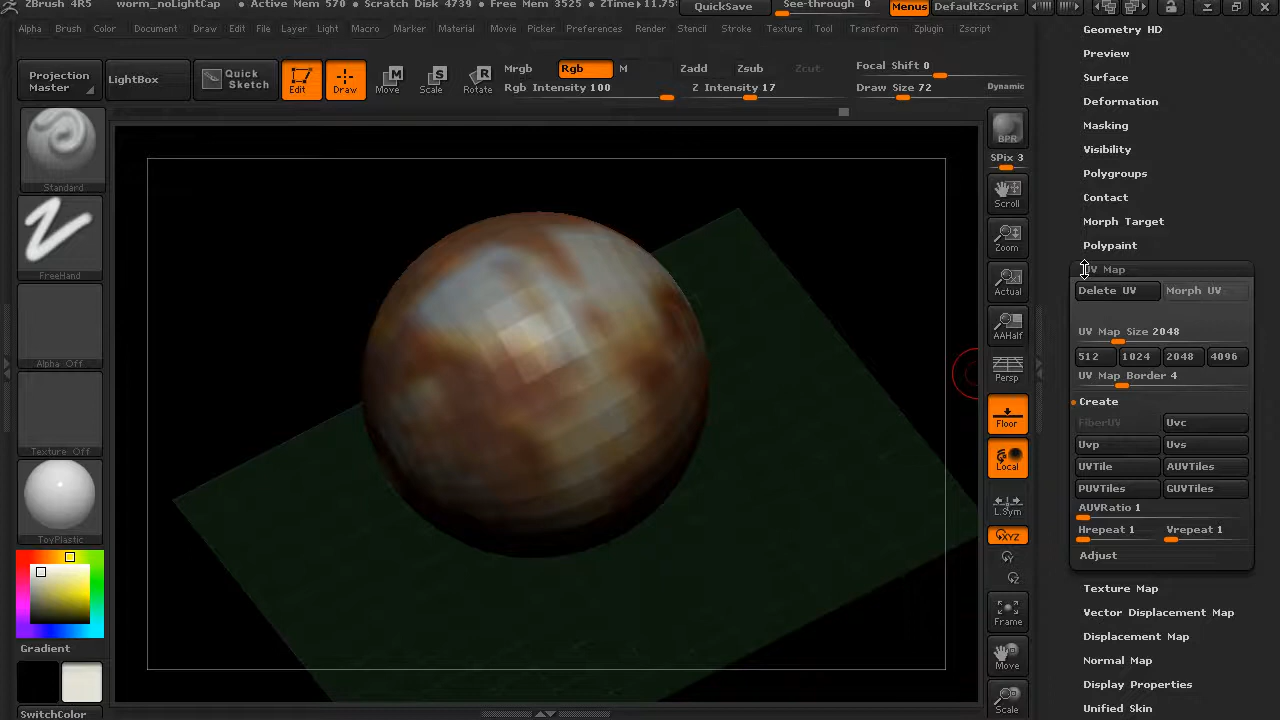 ZBrush 4R5 worm_noLightCap • Active Mem 570 • Scratch Disk 4739 • Free Mem 3525 • ZTime▸11.75 QuickSave See-through 0 Menus DefaultZScript
Alpha Brush Color Document Draw Edit File Layer Light Macro Marker Material Movie Picker Preferences Render Stencil Stroke Texture Tool Transform Zplugin Zscript
Projection Master
LightBox
Quick Sketch
Edit
Draw
Move
Scale
Rotate
Mrgb Rgb M
Rgb Intensity 100
Zadd Zsub Zcut
Z Intensity 17
Focal Shift 0
Draw Size 72 Dynamic
Standard
FreeHand
Alpha Off
Texture Off
ToyPlastic
Gradient
SwitchColor
BPR
SPix 3
Scroll
Zoom
Actual
AAHalf
Persp
Floor
Local
L.Sym
XYZ
Y
Z
Frame
Move
Scale
Geometry HD
Preview
Surface
Deformation
Masking
Visibility
Polygroups
Contact
Morph Target
Polypaint
UV Map
Delete UV Morph UV
UV Map Size 2048
512 1024 2048 4096
UV Map Border 4
Create
FiberUV Uvc
Uvp Uvs
UVTile AUVTiles
PUVTiles GUVTiles
AUVRatio 1
Hrepeat 1 Vrepeat 1
Adjust
Texture Map
Vector Displacement Map
Displacement Map
Normal Map
Display Properties
Unified Skin